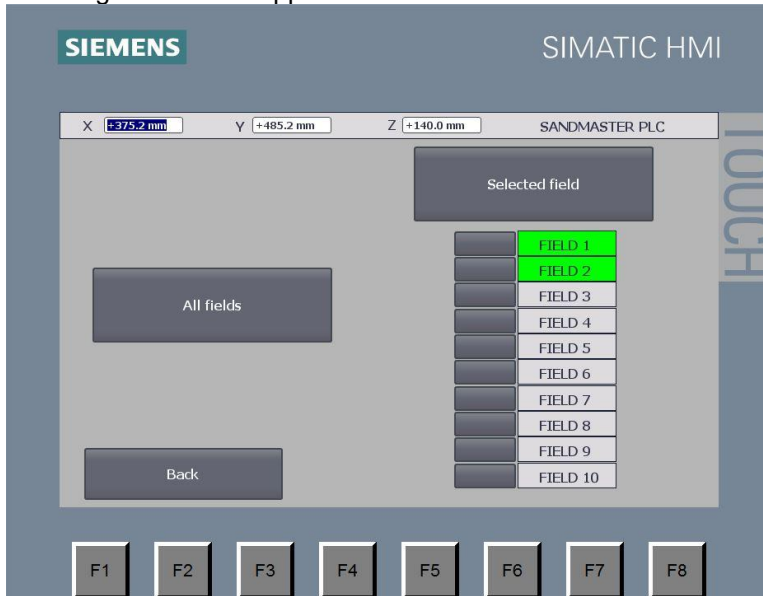 SIEMENS SIMATIC HMI
X +375.2 mm Y +485.2 mm Z +140.0 mm SANDMASTER PLC
TOUCH
Selected field
FIELD 1
FIELD 2
All fields
FIELD 3
FIELD 4
FIELD 5
FIELD 6
FIELD 7
FIELD 8
FIELD 9
Back
FIELD 10
F1 F2 F3 F4 F5 F6 F7 F8